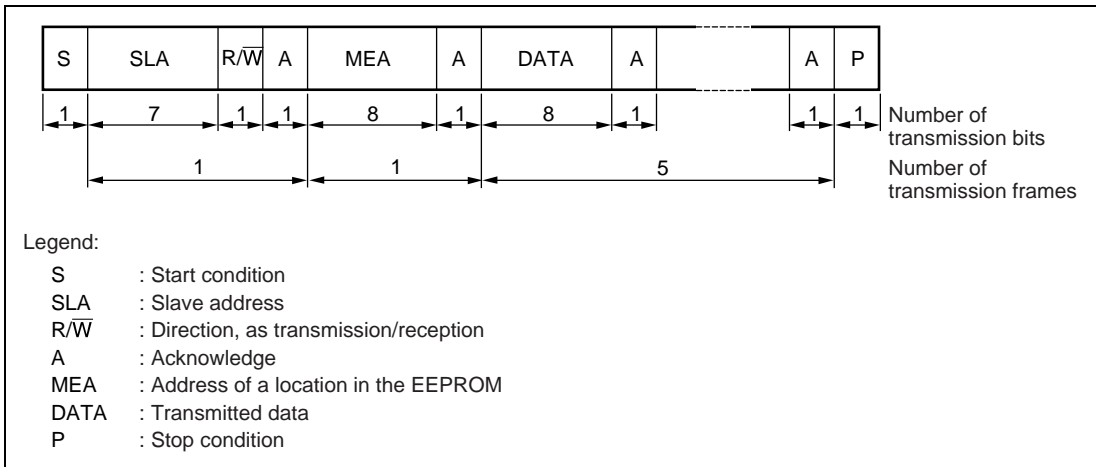 S SLA R/W̅ A MEA A DATA A A P
1 7 1 1 8 1 8 1 1 1 Number of
transmission bits
1 1 5 Number of
transmission frames
Legend:
S : Start condition
SLA : Slave address
R/W̅ : Direction, as transmission/reception
A : Acknowledge
MEA : Address of a location in the EEPROM
DATA : Transmitted data
P : Stop condition